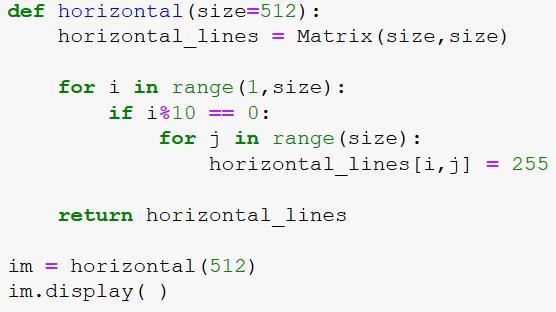 def horizontal(size=512):
    horizontal_lines = Matrix(size,size)

    for i in range(1,size):
        if i%10 == 0:
            for j in range(size):
                horizontal_lines[i,j] = 255

    return horizontal_lines

im = horizontal(512)
im.display( )